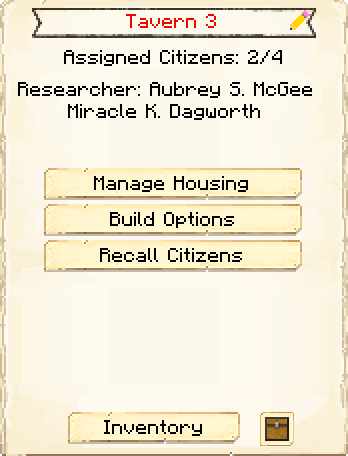 Tavern 3
Assigned Citizens: 2/4
Researcher: Aubrey S. McGee
Miracle K. Dagworth
Manage Housing
Build Options
Recall Citizens
Inventory